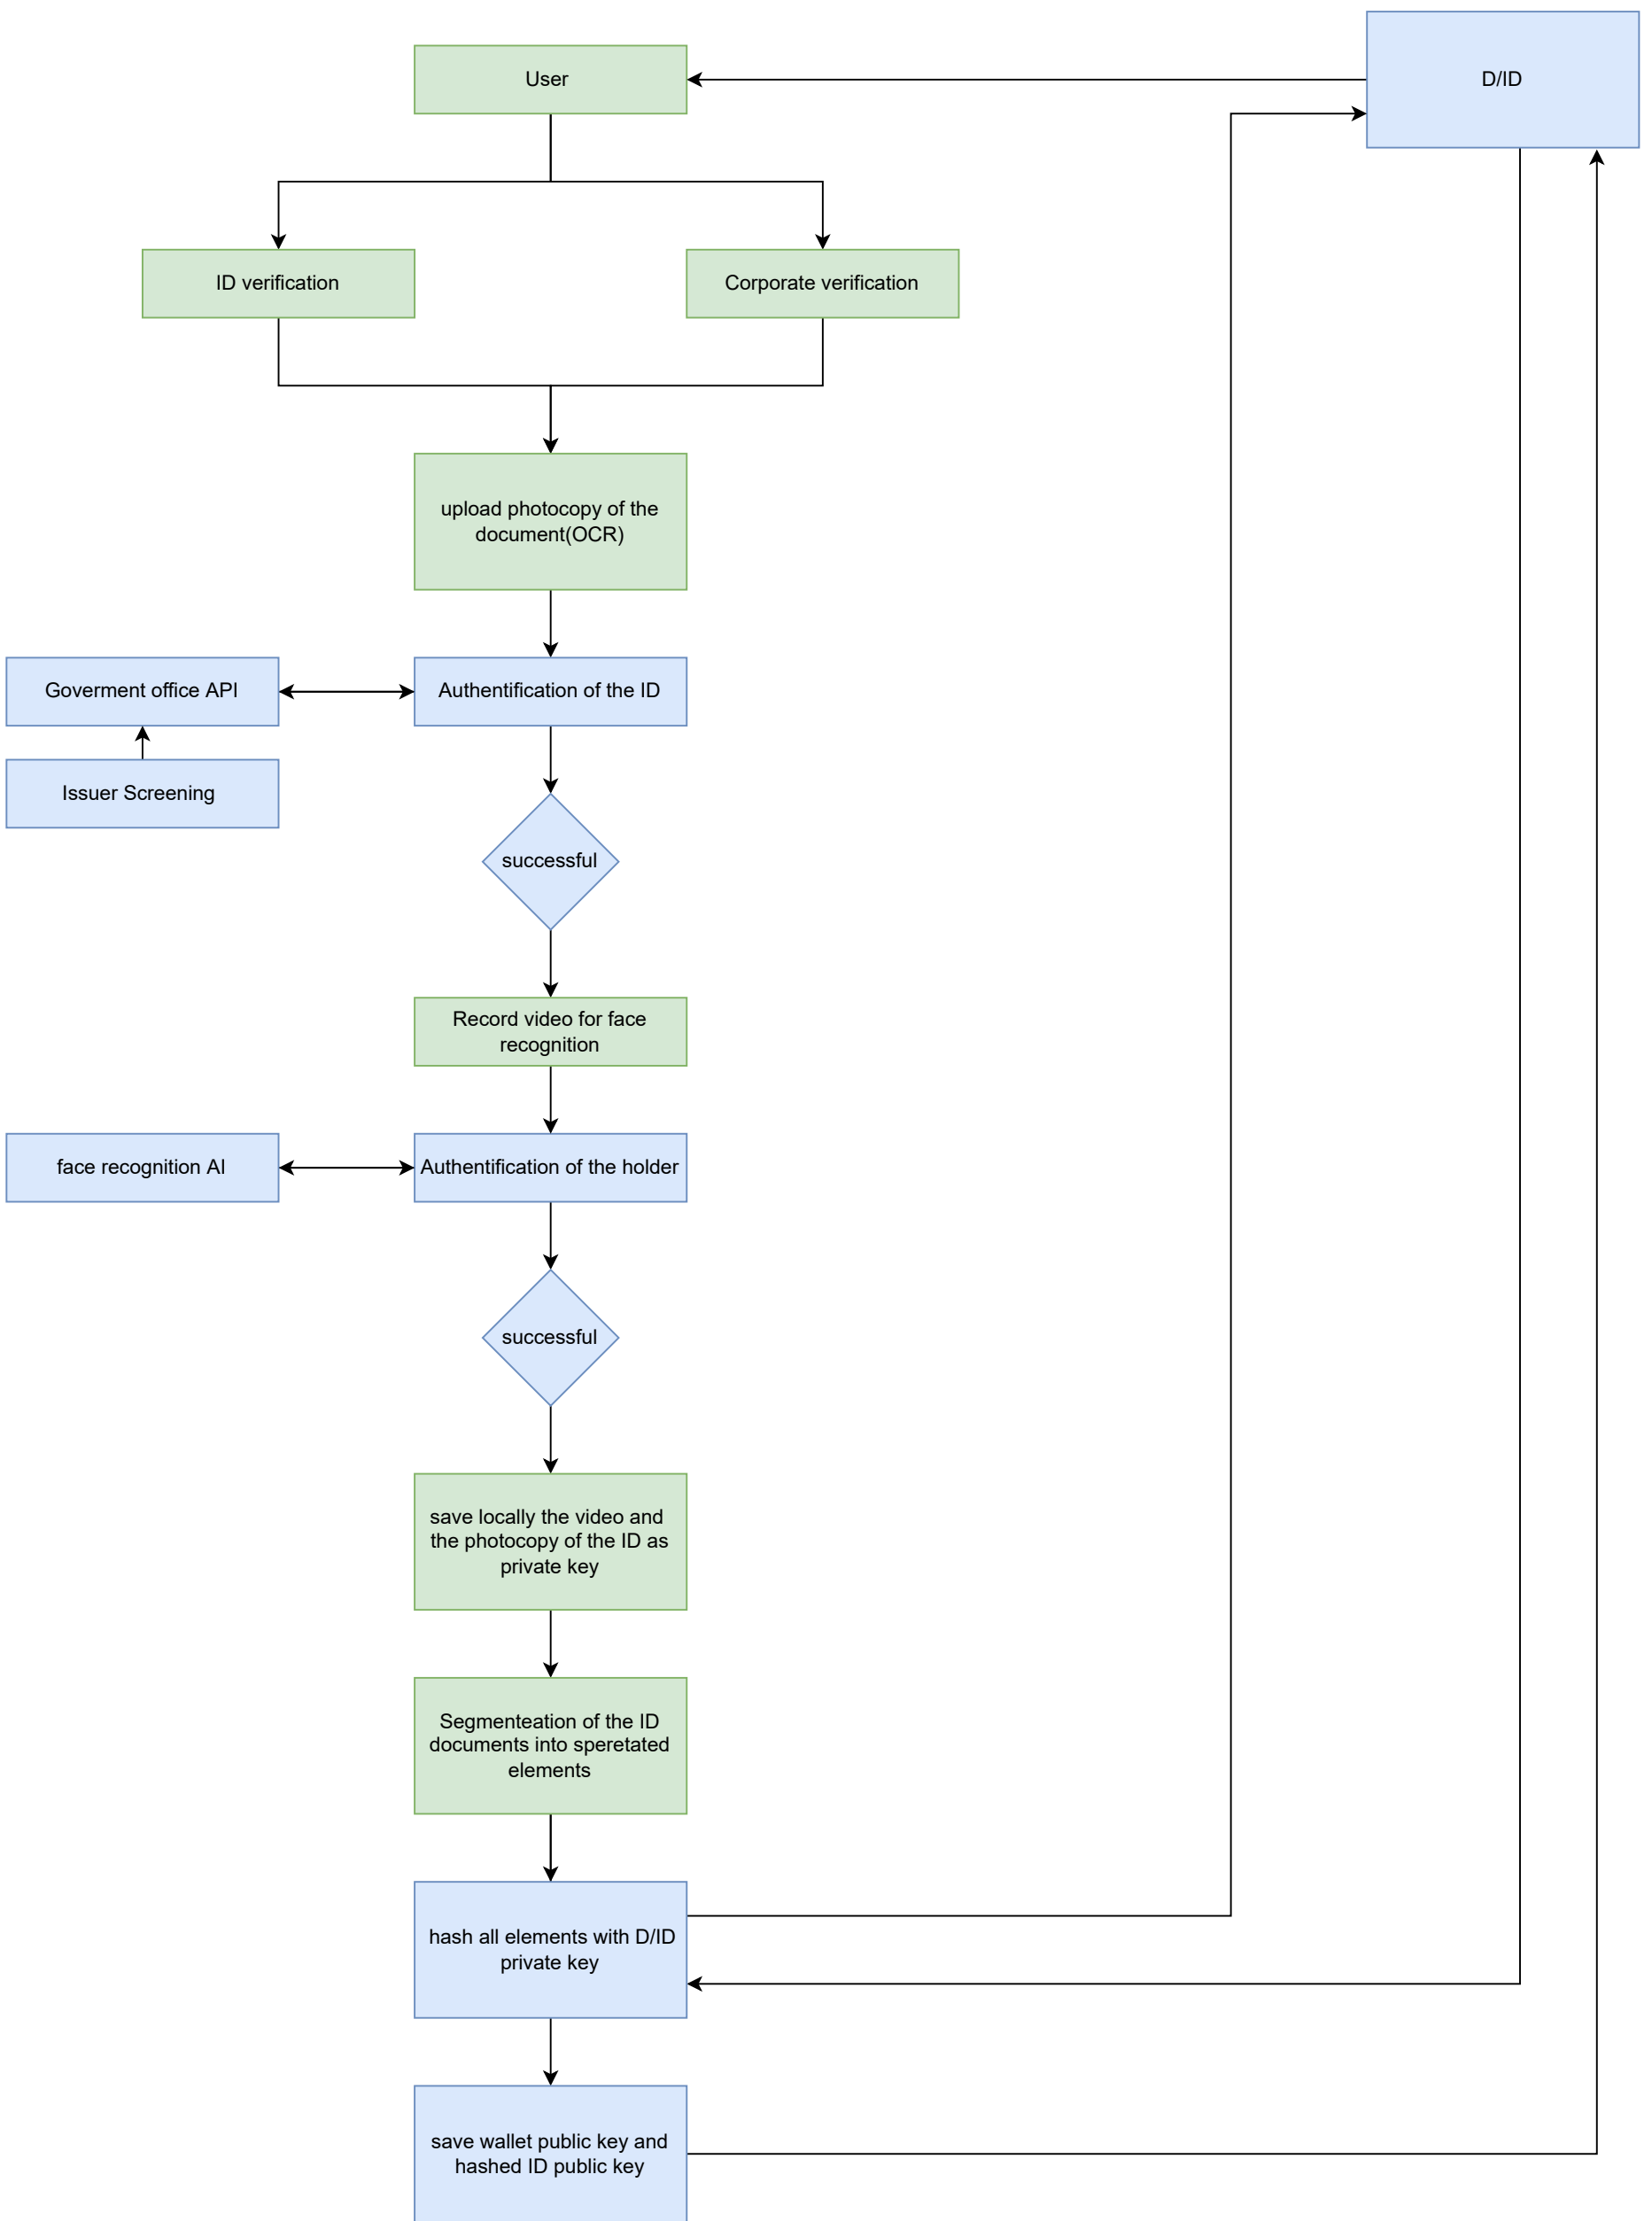 User
D/ID
ID verification
Corporate verification
upload photocopy of the
document(OCR)
Goverment office API
Authentification of the ID
Issuer Screening
successful
Record video for face
recognition
face recognition AI
Authentification of the holder
successful
save locally the video and
the photocopy of the ID as
private key
Segmenteation of the ID
documents into speretated
elements
hash all elements with D/ID
private key
save wallet public key and
hashed ID public key